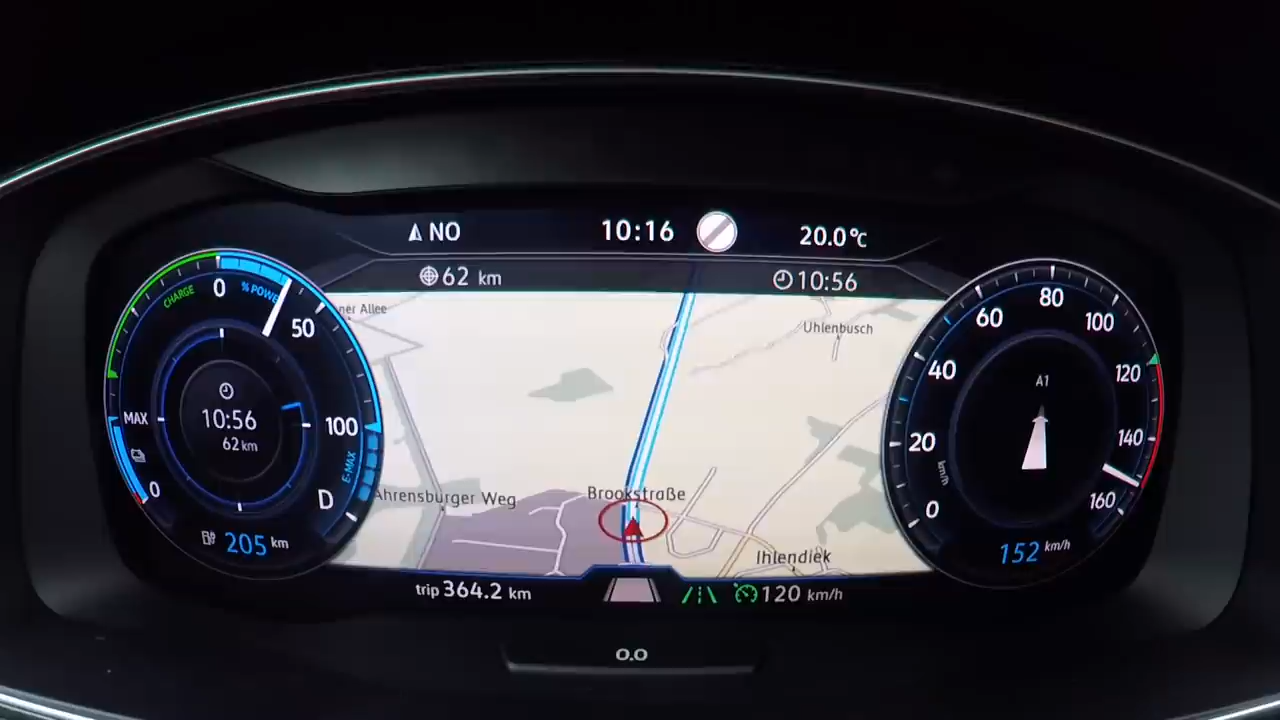 NO
10:16
20.0°C
62 km
10:56
ner Allee
Uhlenbusch
Ahrensburger Weg
Brookstraße
Ihlendiek
CHARGE
0
% POWE
50
100
E-MAX
D
MAX
0
10:56
62 km
205 km
A1
0
20
40
60
80
100
120
140
160
km/h
152 km/h
trip 364.2 km
120 km/h
0.0